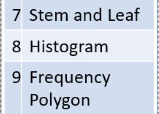 7 Stem and Leaf
8 Histogram
9 Frequency
Polygon